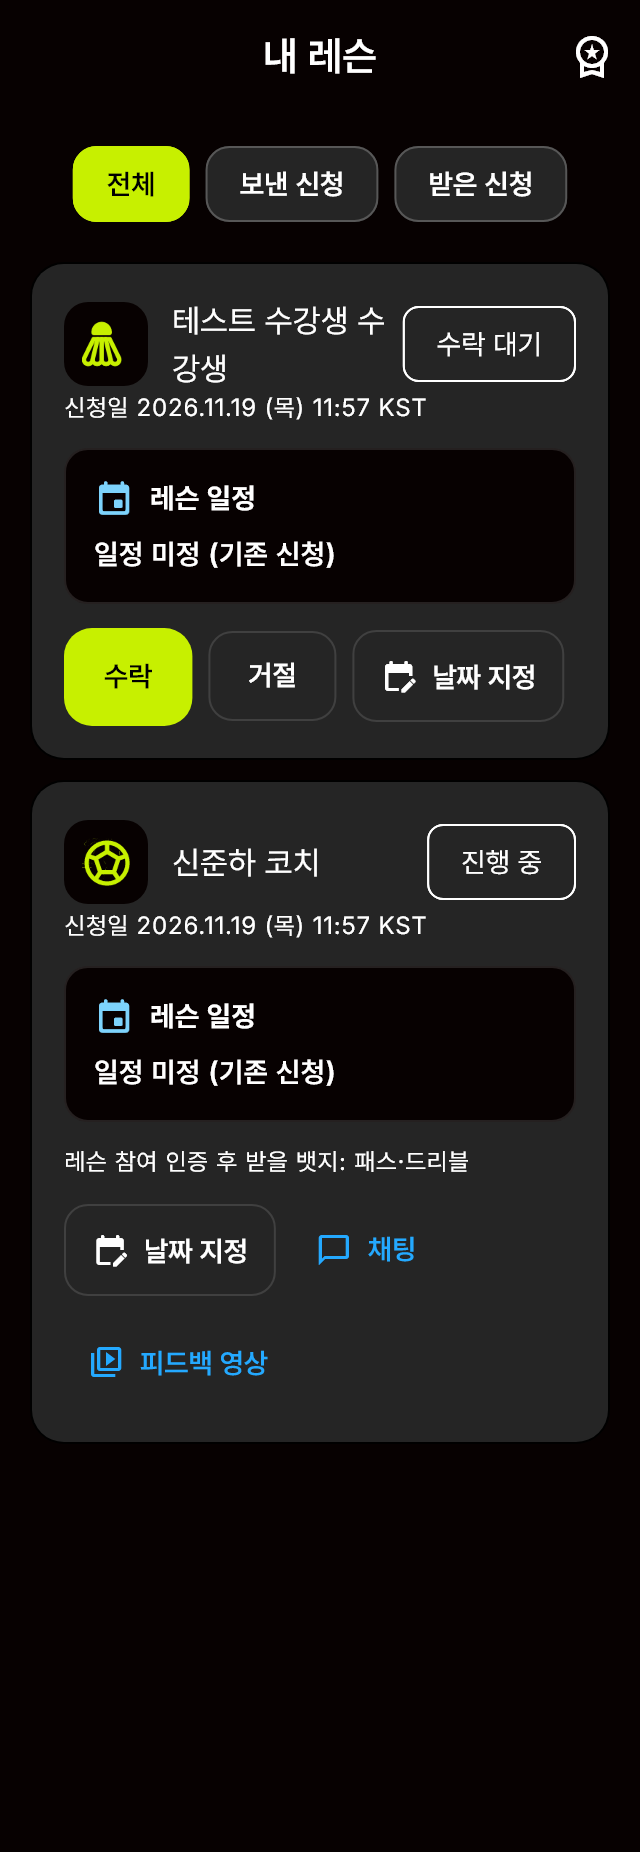 내 레슨
전체
보낸 신청
받은 신청
테스트 수강생 수
강생
수락 대기
신청일 2026.11.19 (목) 11:57 KST
레슨 일정
일정 미정 (기존 신청)
수락
거절
날짜 지정
신준하 코치
진행 중
신청일 2026.11.19 (목) 11:57 KST
레슨 일정
일정 미정 (기존 신청)
레슨 참여 인증 후 받을 뱃지: 패스·드리블
날짜 지정
채팅
피드백 영상